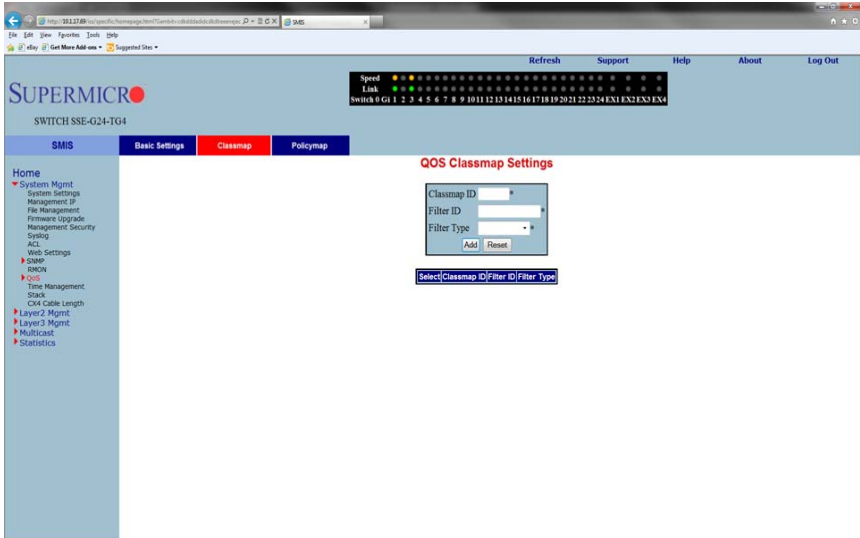 SMIS
File Edit View Favorites Tools Help
eBay Get More Add-ons Suggested Sites
Refresh Support Help About Log Out
SUPERMICRO
SWITCH SSE-G24-TG4
Speed
Link
Switch 0 Gi 1 2 3 4 5 6 7 8 9 10 11 12 13 14 15 16 17 18 19 20 21 22 23 24 EX1 EX2 EX3 EX4
SMIS Basic Settings Classmap Policymap
Home
System Mgmt
System Settings
Management IP
File Management
Firmware Upgrade
Management Security
Syslog
ACL
Web Settings
SNMP
RMON
QoS
Time Management
Stack
CX4 Cable Length
Layer2 Mgmt
Layer3 Mgmt
Multicast
Statistics
QOS Classmap Settings
Classmap ID *
Filter ID *
Filter Type *
Add Reset
Select Classmap ID Filter ID Filter Type